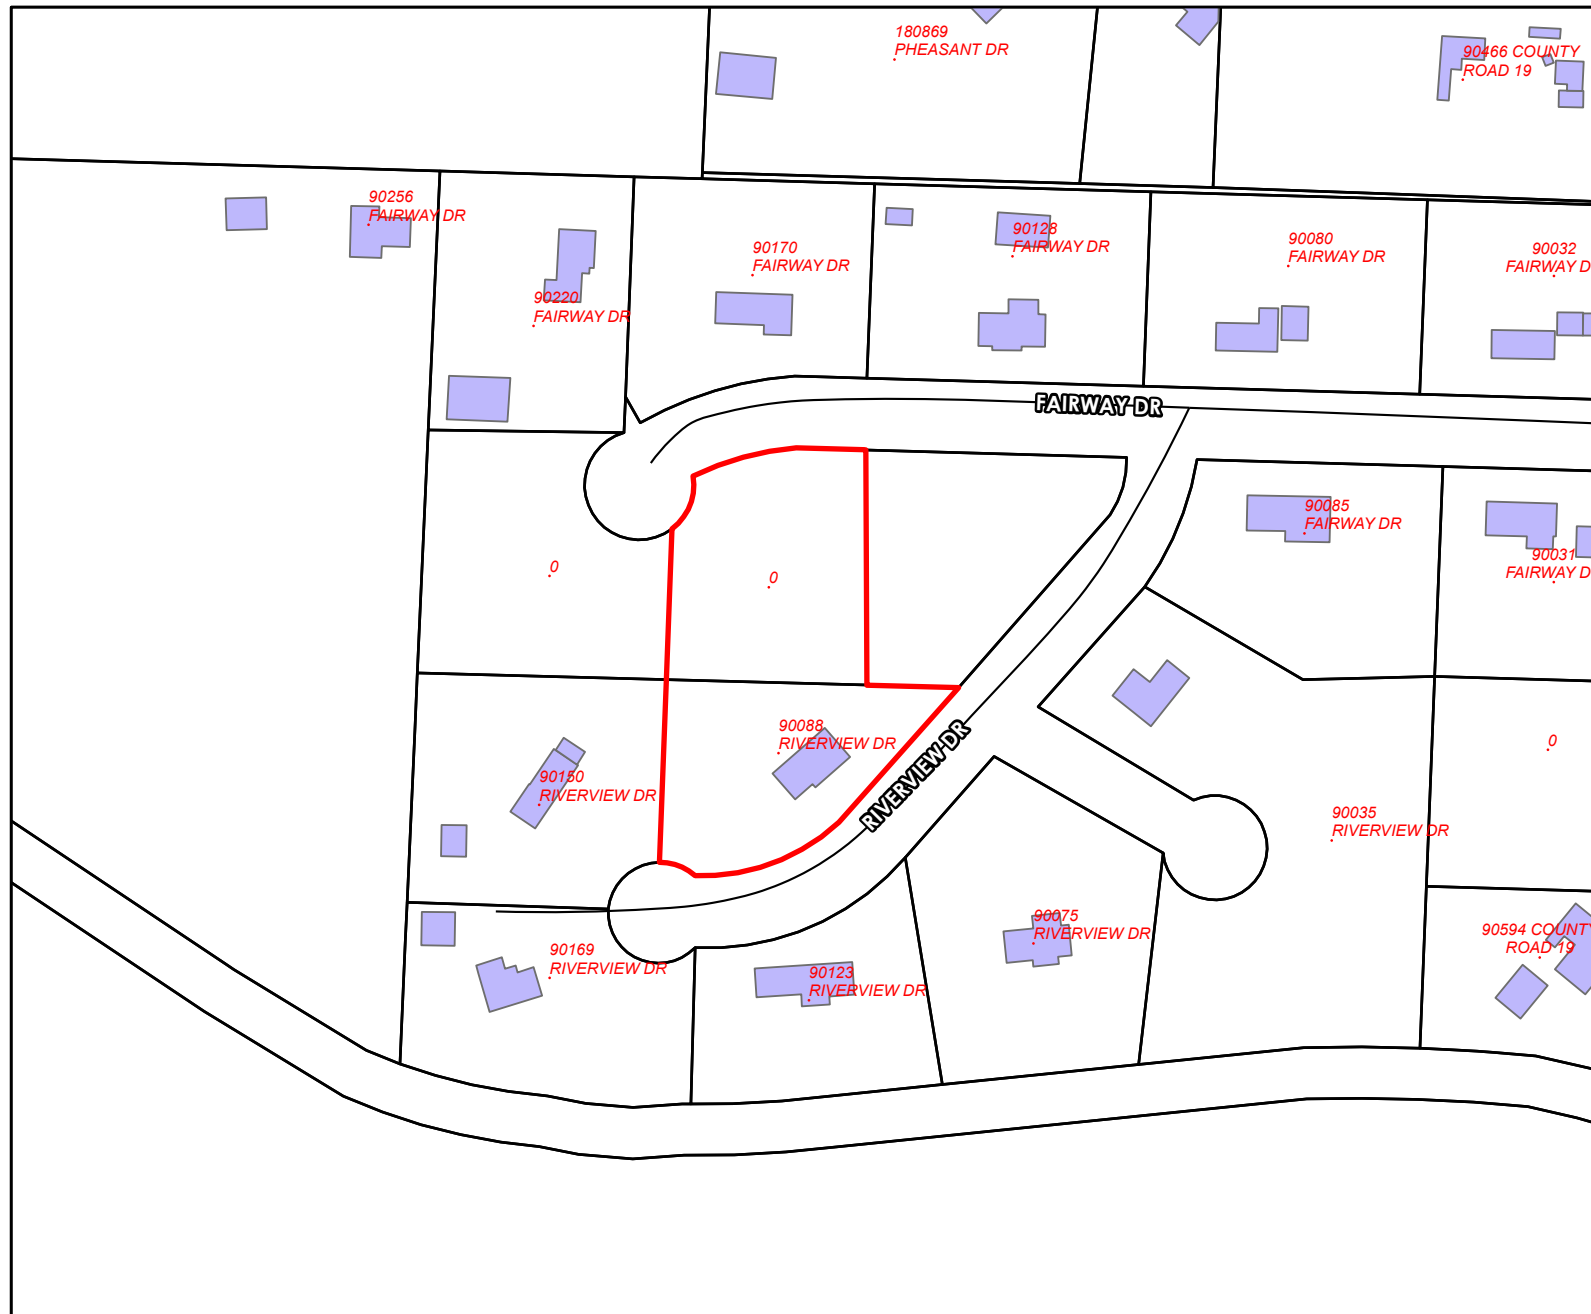 180869
PHEASANT DR
90466 COUNTY
ROAD 19
90256
FAIRWAY DR
90220
FAIRWAY DR
90170
FAIRWAY DR
90128
FAIRWAY DR
90080
FAIRWAY DR
90032
FAIRWAY D
FAIRWAY DR
0
0
90085
FAIRWAY DR
90031
FAIRWAY D
90150
RIVERVIEW DR
90088
RIVERVIEW DR
RIVERVIEW DR
0
90035
RIVERVIEW DR
90169
RIVERVIEW DR
90123
RIVERVIEW DR
90075
RIVERVIEW DR
90594 COUNTY
ROAD 19